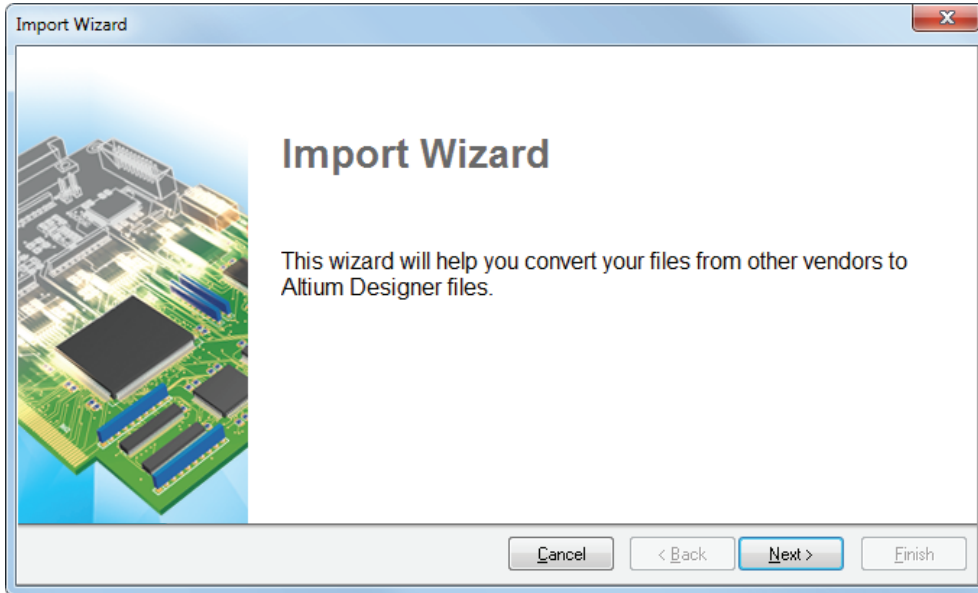 Import Wizard
Import Wizard
This wizard will help you convert your files from other vendors to
Altium Designer files.
Cancel
< Back
Next >
Finish